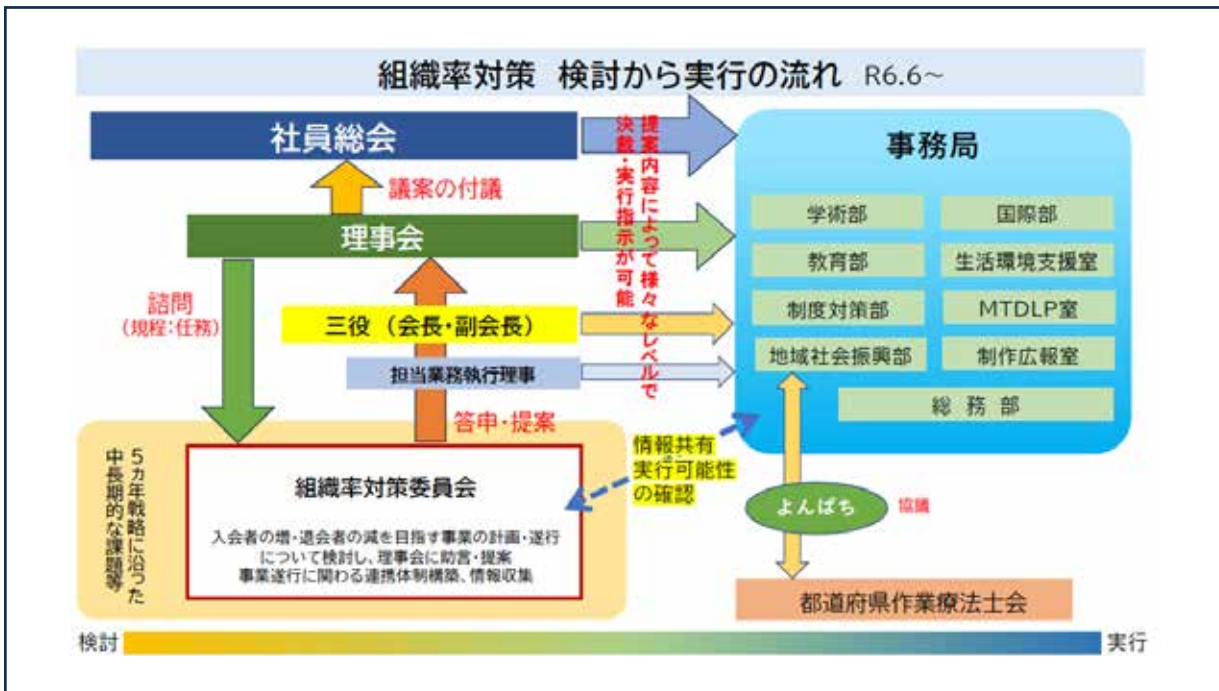 組織率対策 検討から実行の流れ R6.6～
社員総会
議案の付議
理事会
諮問
(規程:任務)
三役（会長・副会長）
担当業務執行理事
答申・提案
提案内容によって様々なレベルで
決裁・実行指示が可能
事務局
学術部
国際部
教育部
生活環境支援室
制度対策部
MTDLP室
地域社会振興部
制作広報室
総務部
5ヵ年戦略に沿った
中長期的な課題等
組織率対策委員会
入会者の増・退会者の減を目指す事業の計画・遂行
について検討し、理事会に助言・提案
事業遂行に関わる連携体制構築、情報収集
情報共有
実行可能性
の確認
よんぱち
協議
都道府県作業療法士会
検討
実行